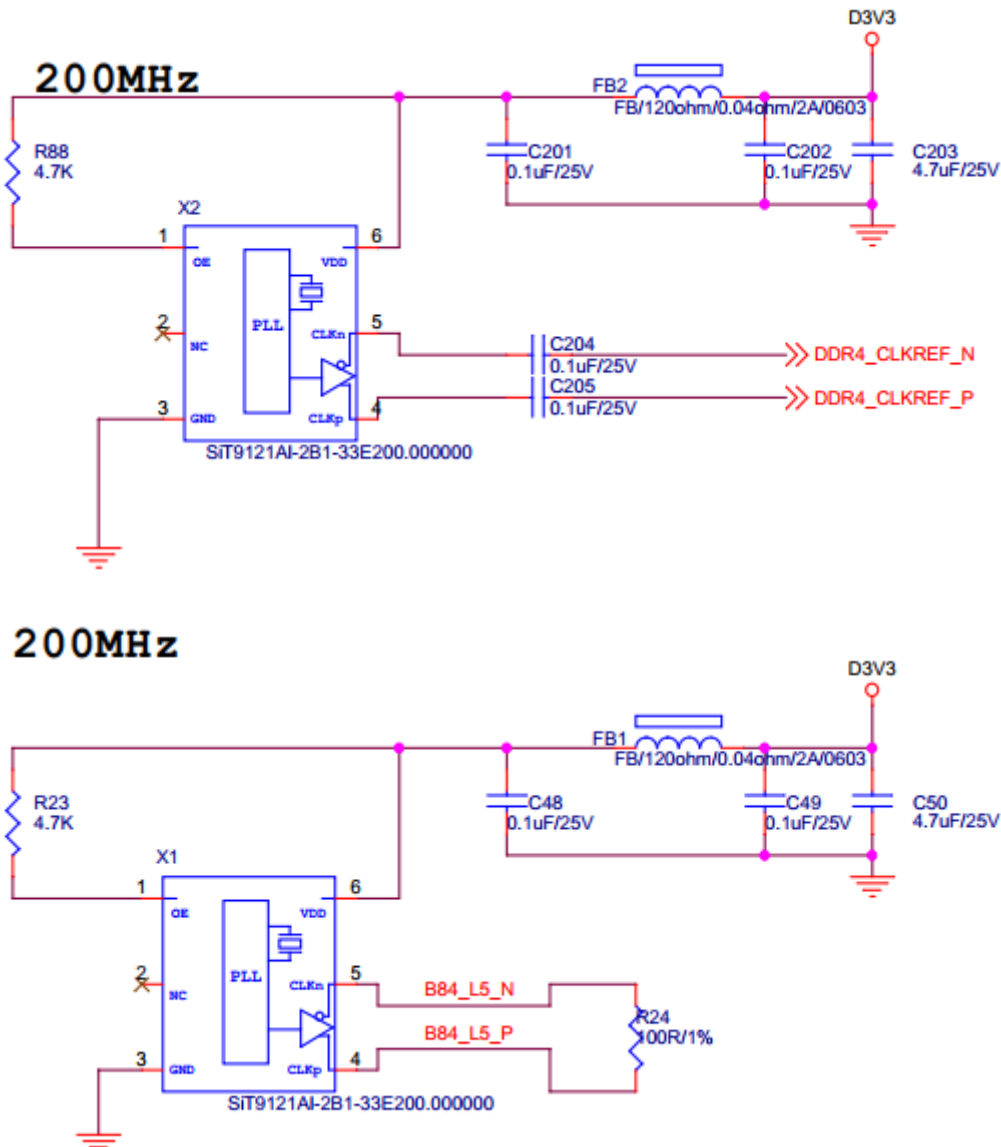 D3V3
200MHz
FB2
FB/120ohm/0.04ohm/2A/0603
R88
4.7K
C201
0.1uF/25V
C202
0.1uF/25V
C203
4.7uF/25V
X2
1
6
OE
VDD
2
PLL
5
NC
CLKn
C204
0.1uF/25V
DDR4_CLKREF_N
C205
0.1uF/25V
DDR4_CLKREF_P
3
4
GND
CLKp
SiT9121AI-2B1-33E200.000000
200MHz
D3V3
FB1
FB/120ohm/0.04ohm/2A/0603
R23
4.7K
C48
0.1uF/25V
C49
0.1uF/25V
C50
4.7uF/25V
X1
1
6
OE
VDD
2
PLL
5
NC
CLKn
B84_L5_N
R24
100R/1%
B84_L5_P
3
4
GND
CLKp
SiT9121AI-2B1-33E200.000000